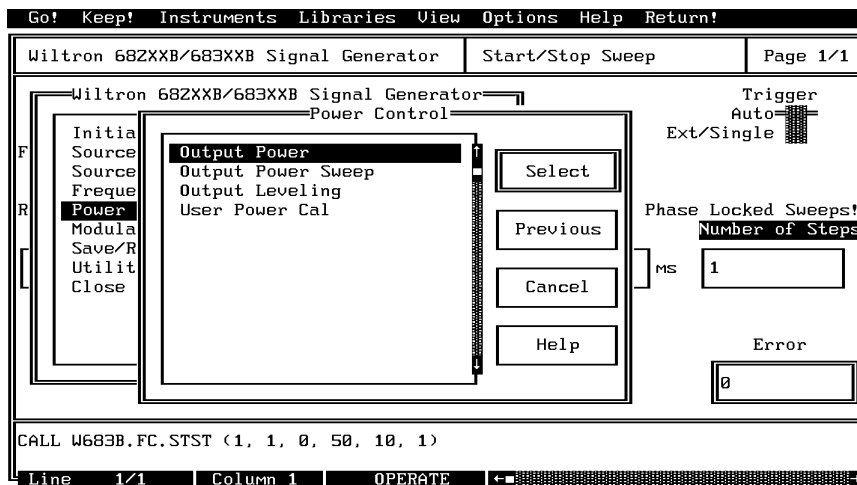 Go! Keep! Instruments Libraries View Options Help Return!
Wiltron 682XXB/683XXB Signal Generator Start/Stop Sweep Page 1/1
Wiltron 682XXB/683XXB Signal Generator
Trigger
Auto
Ext/Single
Power Control
Initia
Source
Source
Freque
Power
Modula
Save/R
Utilit
Close
F
R
Output Power
Output Power Sweep
Output Leveling
User Power Cal
Select
Previous
Cancel
Help
Phase Locked Sweeps!
Number of Steps
ms 1
Error
0
CALL W683B.FC.STST (1, 1, 0, 50, 10, 1)
Line 1/1 Column 1 OPERATE